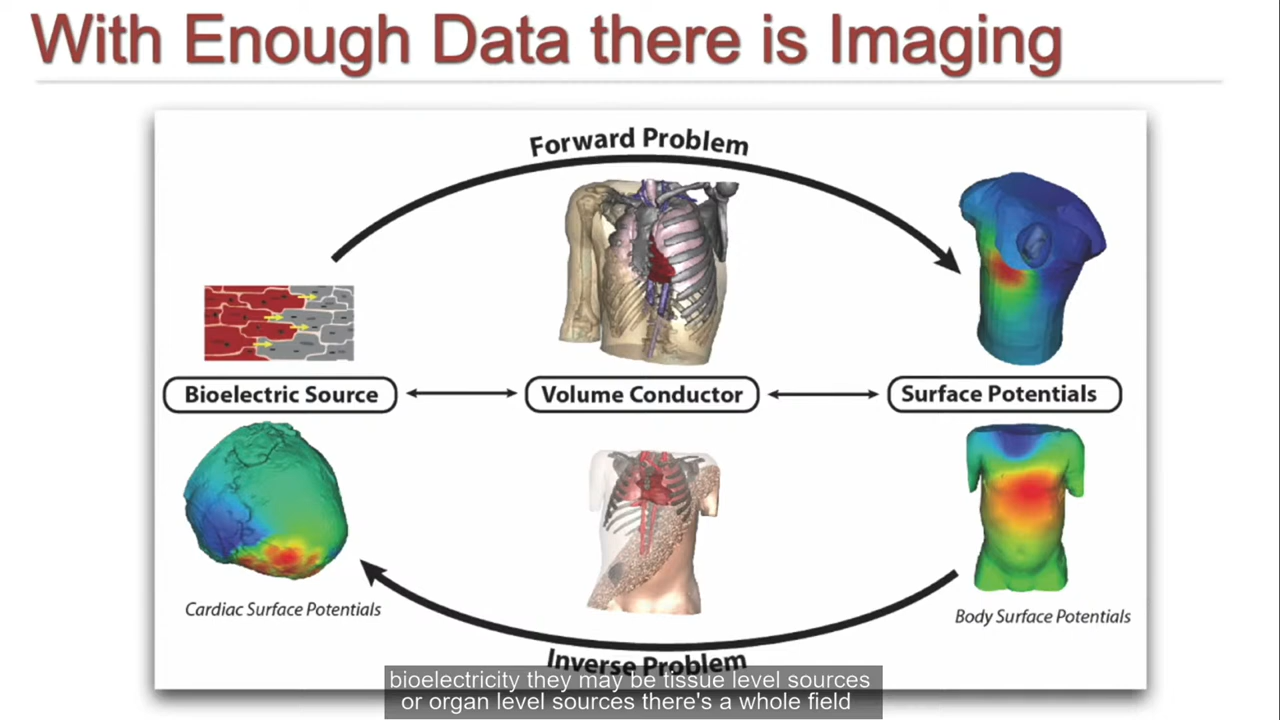 With Enough Data there is Imaging
Forward Problem
Bioelectric Source
Volume Conductor
Surface Potentials
Cardiac Surface Potentials
Body Surface Potentials
Inverse Problem
bioelectricity they may be tissue level sources
or organ level sources there's a whole field